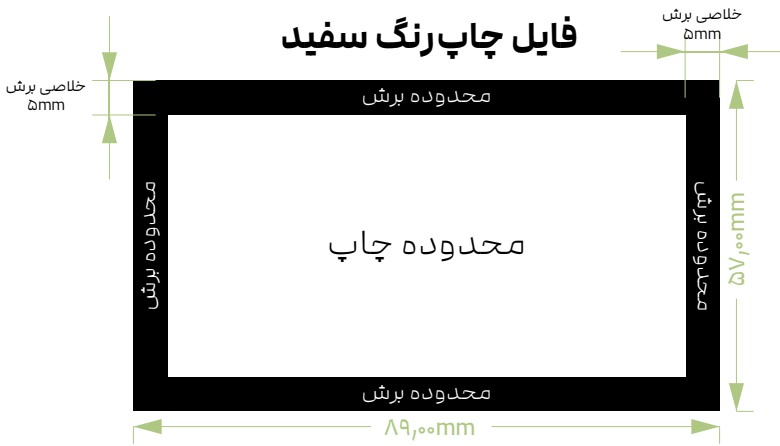 فایل چاپ رنگ سفید
خلاصی برش
۵mm
خلاصی برش
۵mm
محدوده برش
محدوده برش
محدوده چاپ
محدوده برش
۵۷,۰۰mm
محدوده برش
۸۹,۰۰mm